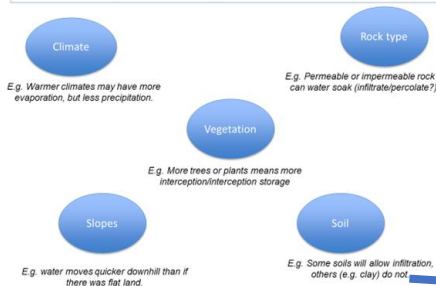 Climate
Rock type
E.g. Warmer climates may have more
evaporation, but less precipitation.
E.g. Permeable or impermeable rock
can water soak (infiltrate/percolate?)
Vegetation
E.g. More trees or plants means more
interception/interception storage
Slopes
Soil
E.g. water moves quicker downhill than if
there was flat land.
E.g. Some soils will allow infiltration,
others (e.g. clay) do not.